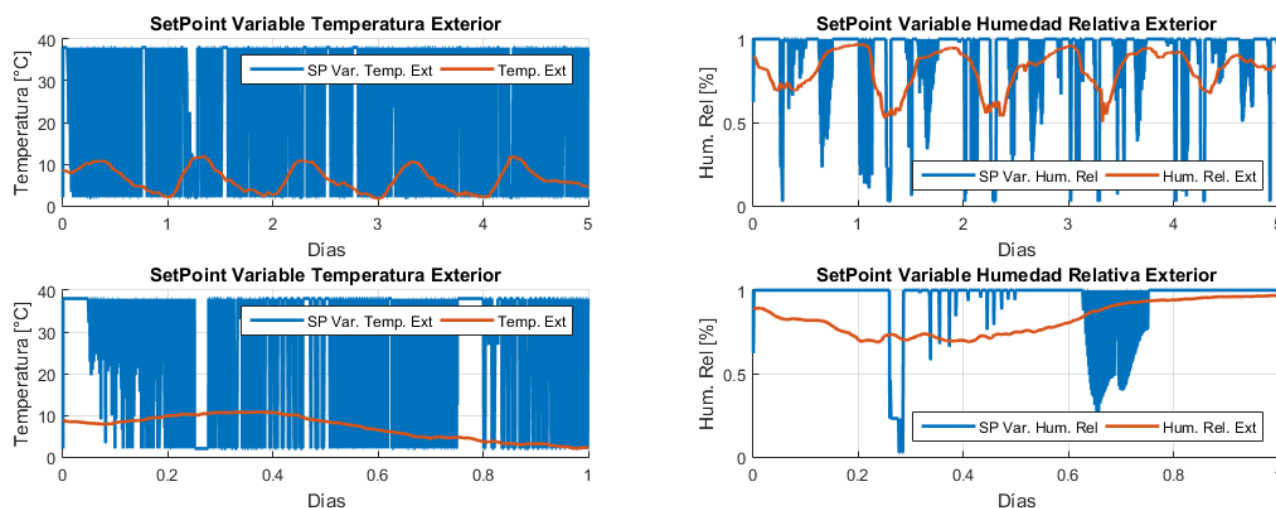 SetPoint Variable Temperatura Exterior
Temperatura [°C]
40
30
20
10
0
SP Var. Temp. Ext
Temp. Ext
0 1 2 3 4 5
Días
SetPoint Variable Humedad Relativa Exterior
Hum. Rel [%]
1
0.5
0
SP Var. Hum. Rel
Hum. Rel. Ext
0 1 2 3 4 5
Días
SetPoint Variable Temperatura Exterior
Temperatura [°C]
40
30
20
10
0
SP Var. Temp. Ext
Temp. Ext
0 0.2 0.4 0.6 0.8 1
Días
SetPoint Variable Humedad Relativa Exterior
Hum. Rel [%]
1
0.5
0
SP Var. Hum. Rel
Hum. Rel. Ext
0 0.2 0.4 0.6 0.8 1
Días